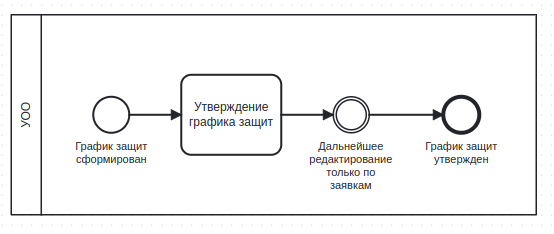 УОО
Утверждение
графика защит
График защит
сформирован
Дальнейшее
редактирование
только по
заявкам
График защит
утвержден